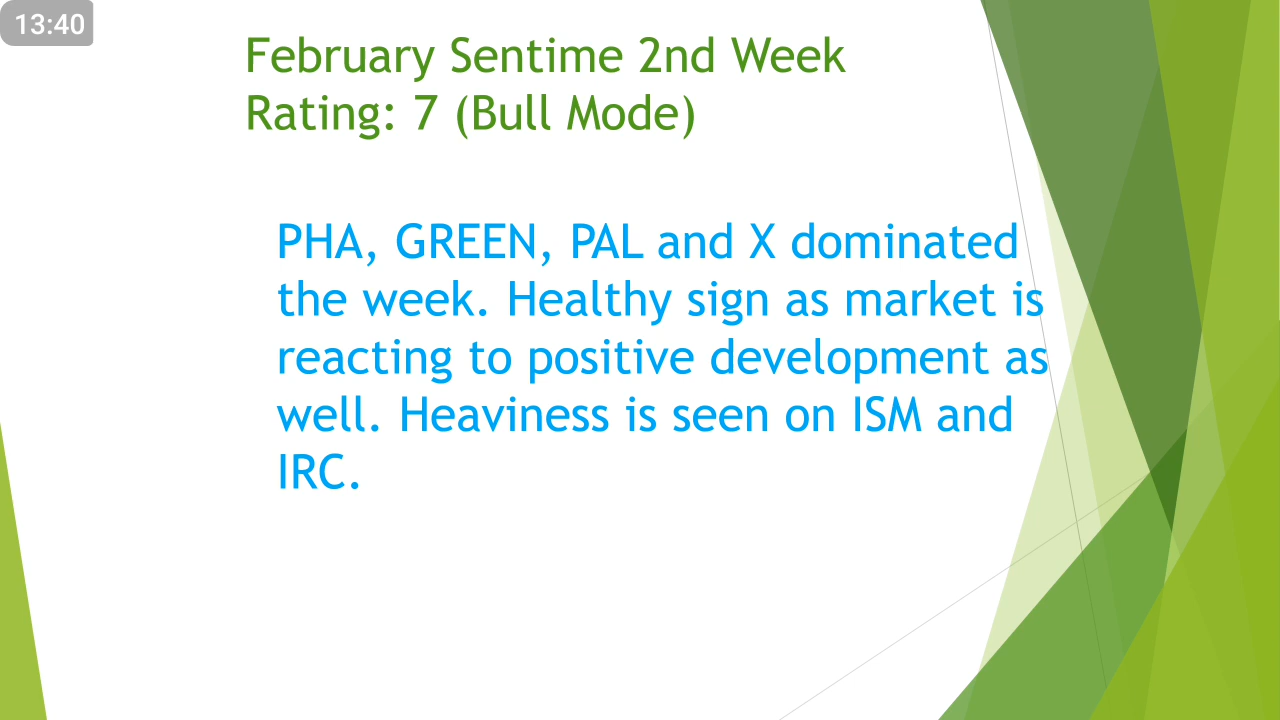 13:40
February Sentime 2nd Week
Rating: 7 (Bull Mode)
PHA, GREEN, PAL and X dominated
the week. Healthy sign as market is
reacting to positive development as
well. Heaviness is seen on ISM and
IRC.